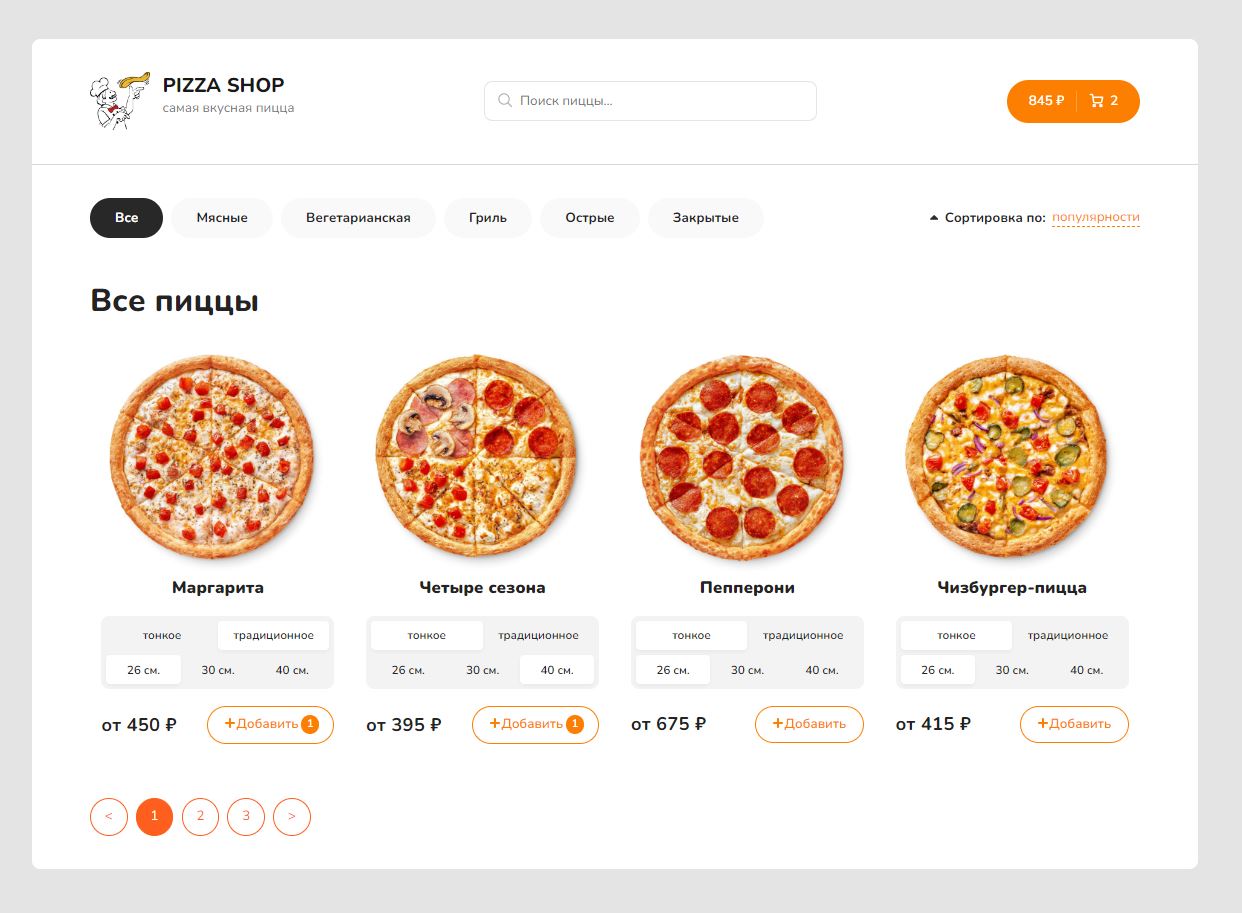 PIZZA SHOP
самая вкусная пицца
Поиск пиццы...
845 ₽ 2
Все Мясные Вегетарианская Гриль Острые Закрытые
Сортировка по: популярности
Все пиццы
Маргарита Четыре сезона Пепперони Чизбургер-пицца
тонкое традиционное тонкое традиционное тонкое традиционное тонкое традиционное
26 см. 30 см. 40 см. 26 см. 30 см. 40 см. 26 см. 30 см. 40 см. 26 см. 30 см. 40 см.
от 450 ₽ +Добавить 1 от 395 ₽ +Добавить 1 от 675 ₽ +Добавить от 415 ₽ +Добавить
< 1 2 3 >